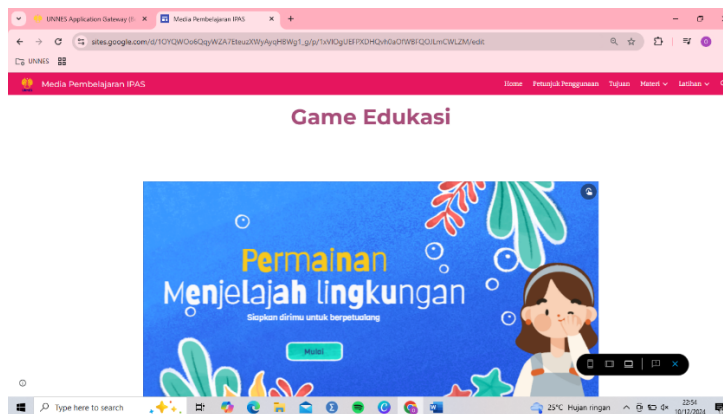 UNNES Application Gateway (B
Media Pembelajaran IPAS
UNNES
Media Pembelajaran IPAS
Home Petunjuk Penggunaan Tujuan Materi Latihan
Game Edukasi
Permainan
Menjelajah lingkungan
Siapkan dirimu untuk berpetualang
Mulai
Type here to search
25°C Hujan ringan
22:54
10/12/2024